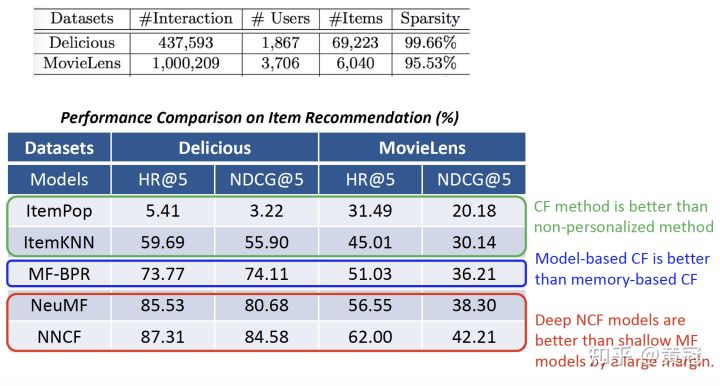 Datasets #Interaction # Users #Items Sparsity
Delicious 437,593 1,867 69,223 99.66%
MovieLens 1,000,209 3,706 6,040 95.53%
Performance Comparison on Item Recommendation (%)
Datasets Delicious MovieLens
Models HR@5 NDCG@5 HR@5 NDCG@5
ItemPop 5.41 3.22 31.49 20.18
ItemKNN 59.69 55.90 45.01 30.14
MF-BPR 73.77 74.11 51.03 36.21
NeuMF 85.53 80.68 56.55 38.30
NNCF 87.31 84.58 62.00 42.21
CF method is better than
non-personalized method
Model-based CF is better
than memory-based CF
Deep NCF models are
better than shallow MF
models by a large margin.
知乎 @黄冠